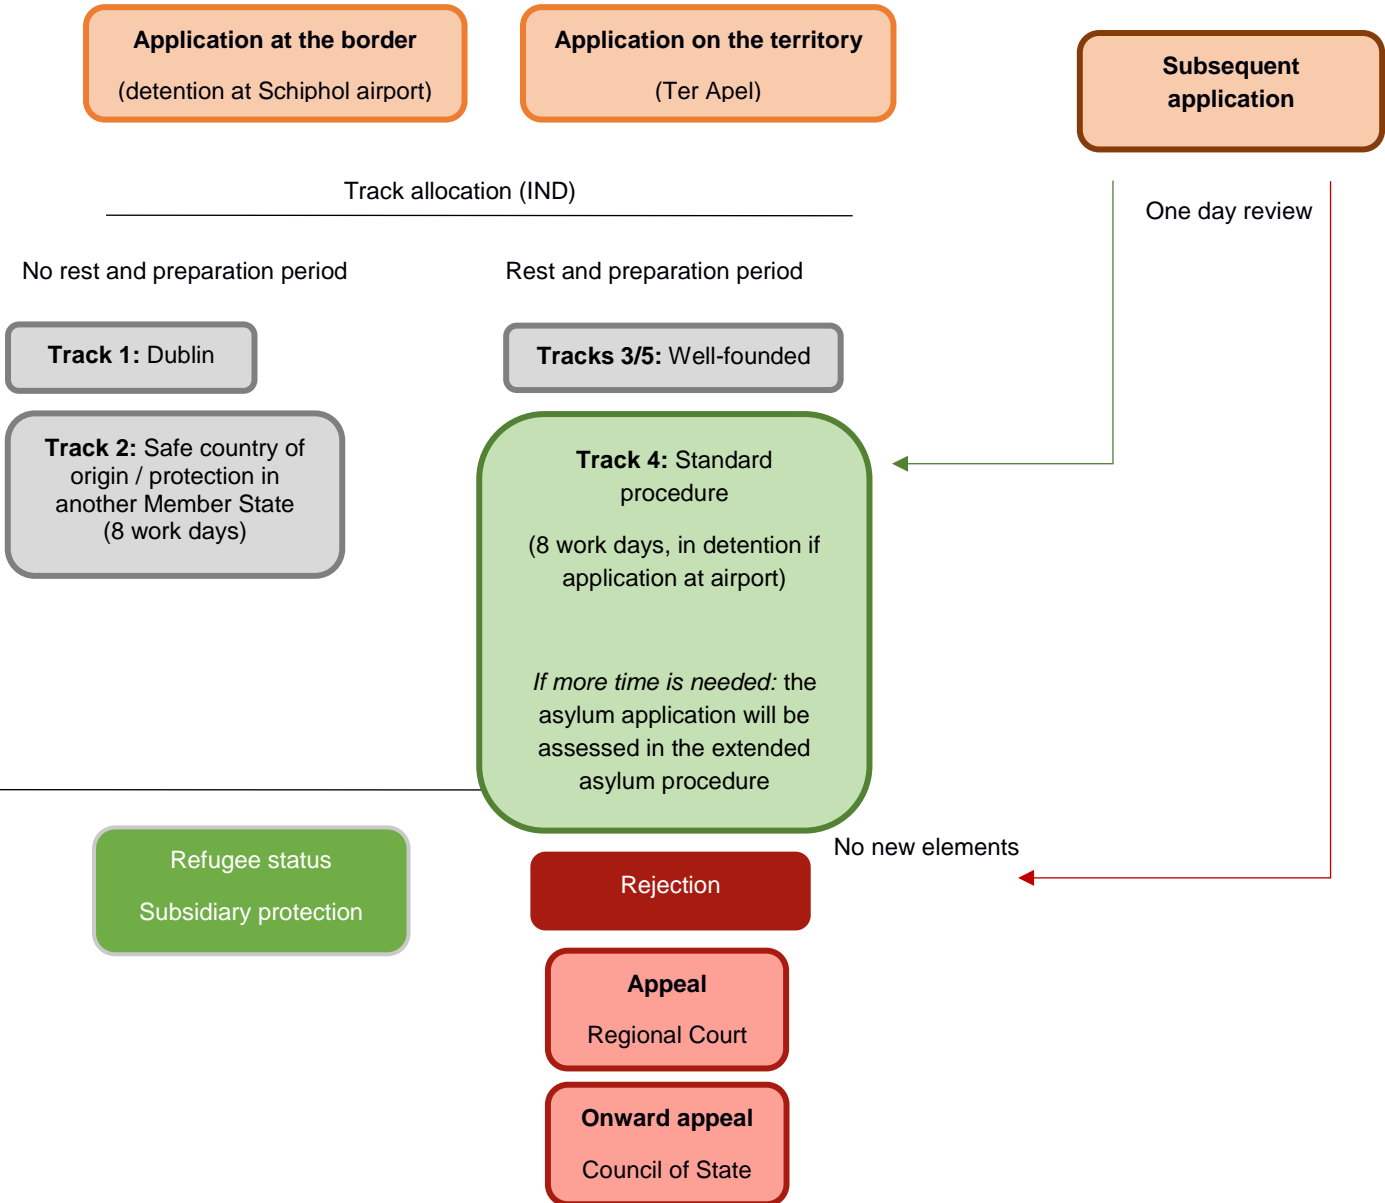 Application at the border
(detention at Schiphol airport)
Application on the territory
(Ter Apel)
Subsequent
application
Track allocation (IND)
One day review
No rest and preparation period
Rest and preparation period
Track 1: Dublin
Tracks 3/5: Well-founded
Track 2: Safe country of
origin / protection in
another Member State
(8 work days)
Track 4: Standard
procedure
(8 work days, in detention if
application at airport)
If more time is needed: the
asylum application will be
assessed in the extended
asylum procedure
No new elements
Refugee status
Subsidiary protection
Rejection
Appeal
Regional Court
Onward appeal
Council of State